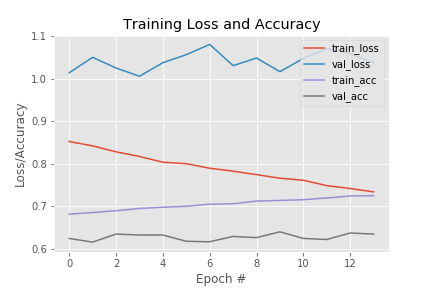 Training Loss and Accuracy
1.1
1.0
0.9
0.8
0.7
0.6
Loss/Accuracy
train_loss
val_loss
train_acc
val_acc
0 2 4 6 8 10 12
Epoch #